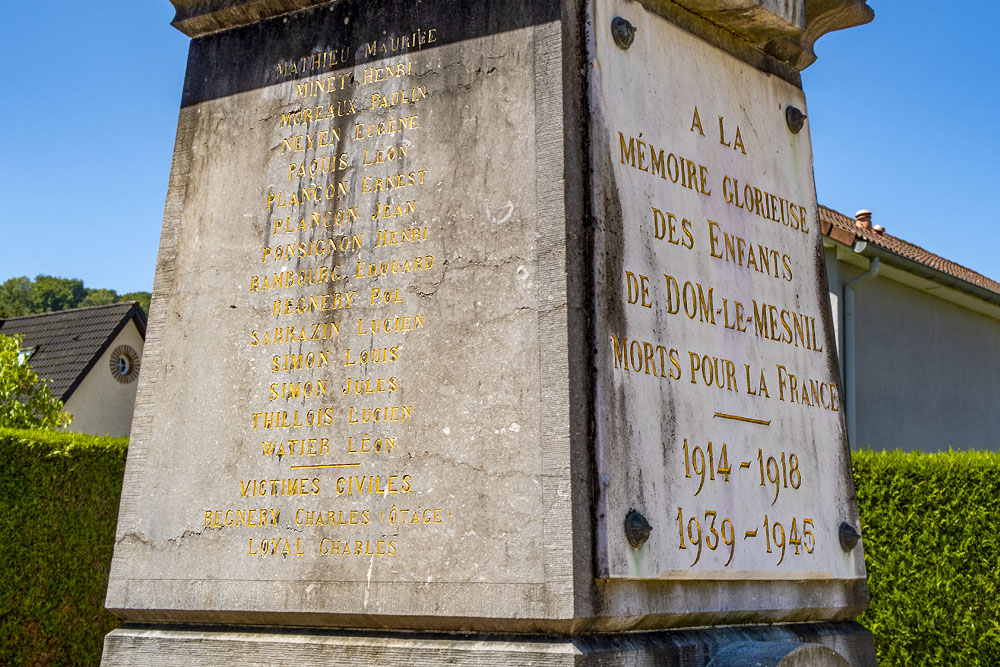 MATHIEU MAURICE
MINET HENRI
MOREAUX PAULIN
NEVEN EUGÈNE
PAQUIS LÉON
PLANÇON ERNEST
PLANÇON JEAN
PONSIGNON HENRI
RAMBOURG EDOUARD
REGNERY POL
SARRAZIN LUCIEN
SIMON LOUIS
SIMON JULES
THILLOIS LUCIEN
WATIER LÉON
VICTIMES CIVILES
REGNERY CHARLES (ÔTAGE)
LOYAL CHARLES
A LA
MÉMOIRE GLORIEUSE
DES ENFANTS
DE DOM-LE-MESNIL
MORTS POUR LA FRANCE
1914-1918
1939-1945